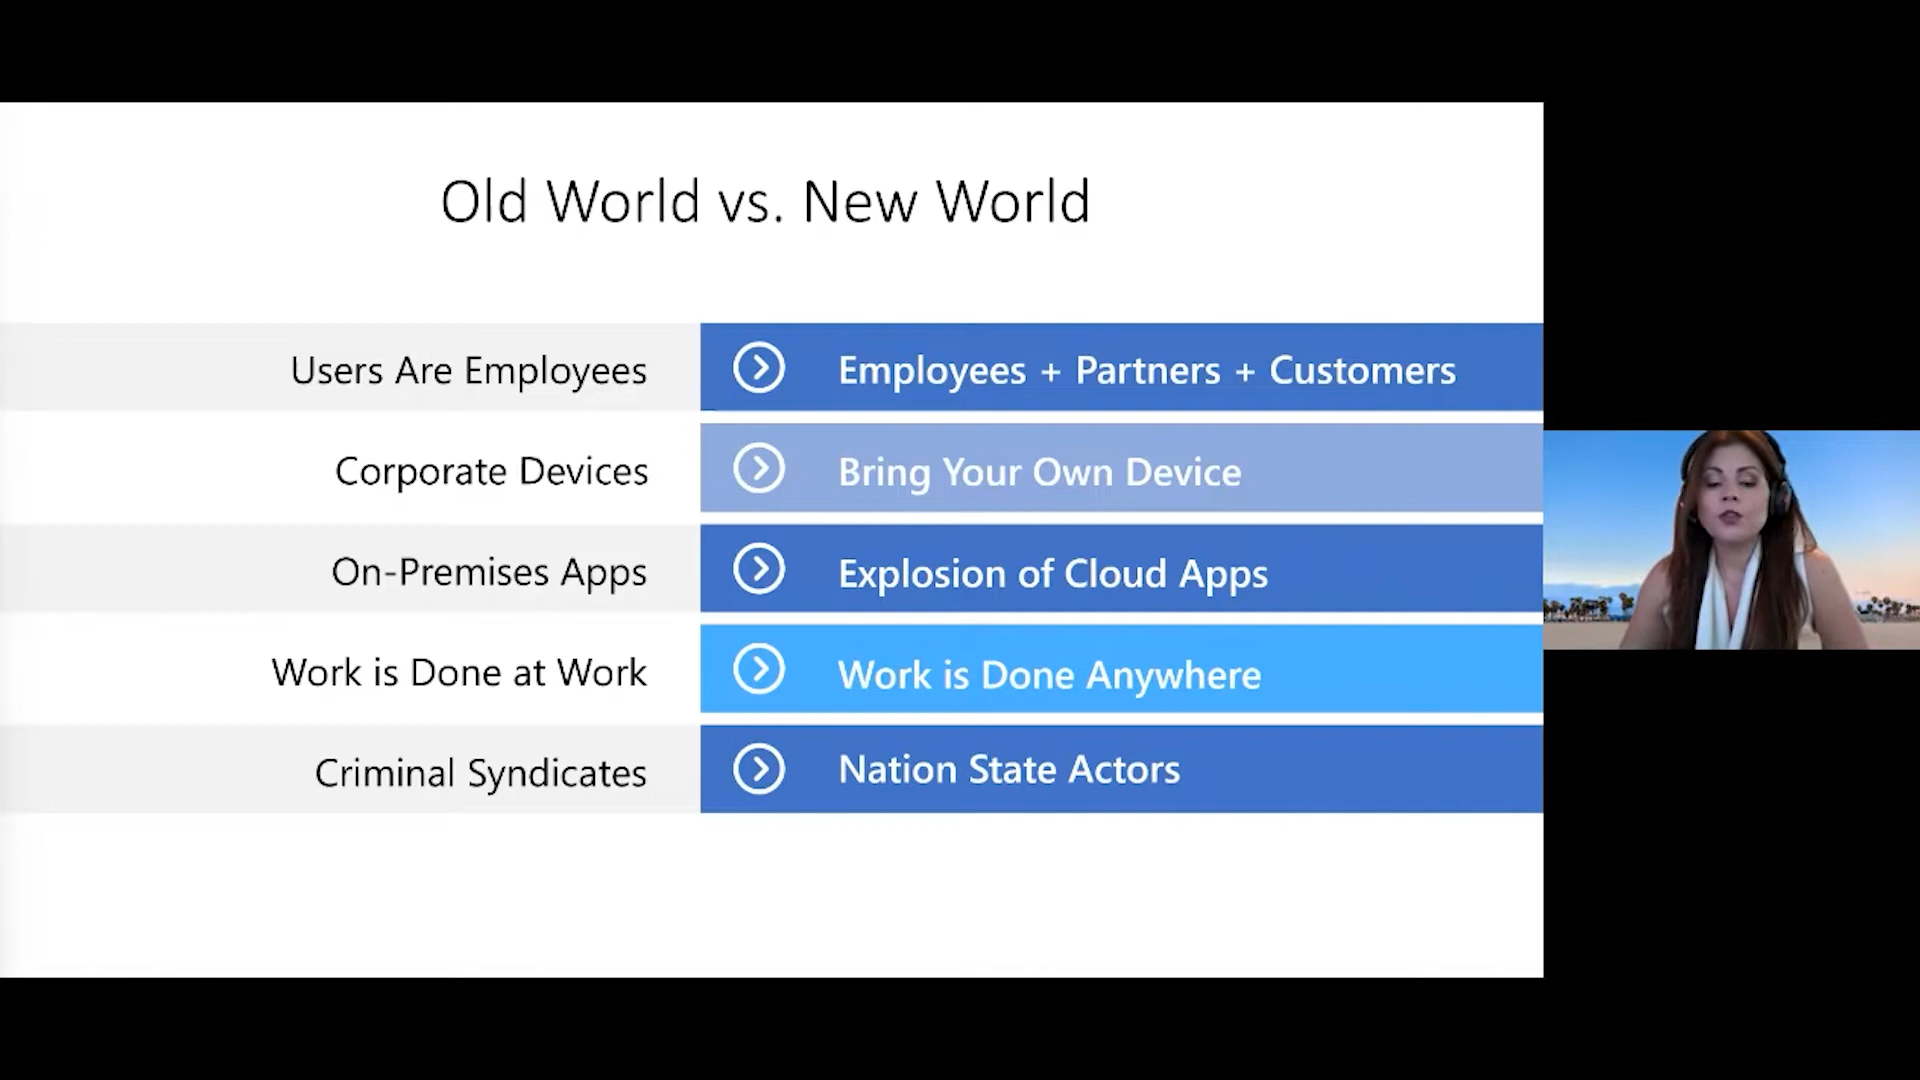 Old World vs. New World
Users Are Employees
Employees + Partners + Customers
Corporate Devices
Bring Your Own Device
On-Premises Apps
Explosion of Cloud Apps
Work is Done at Work
Work is Done Anywhere
Criminal Syndicates
Nation State Actors